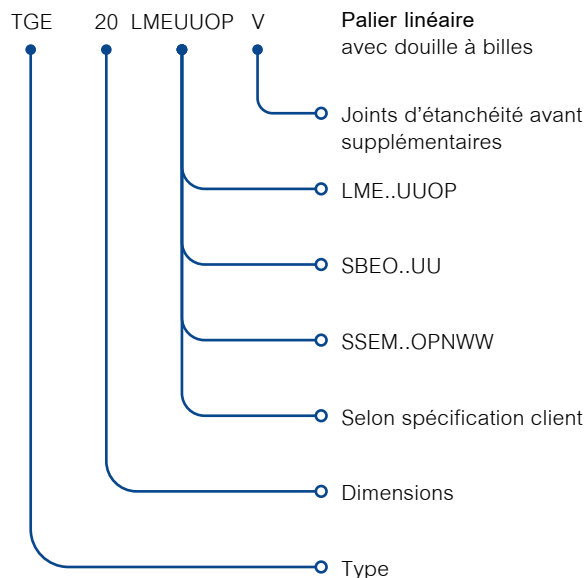 TGE 20 LMEUUOP V Palier linéaire
avec douille à billes
Joints d'étanchéité avant
supplémentaires
LME..UUOP
SBEO..UU
SSEM..OPNWW
Selon spécification client
Dimensions
Type